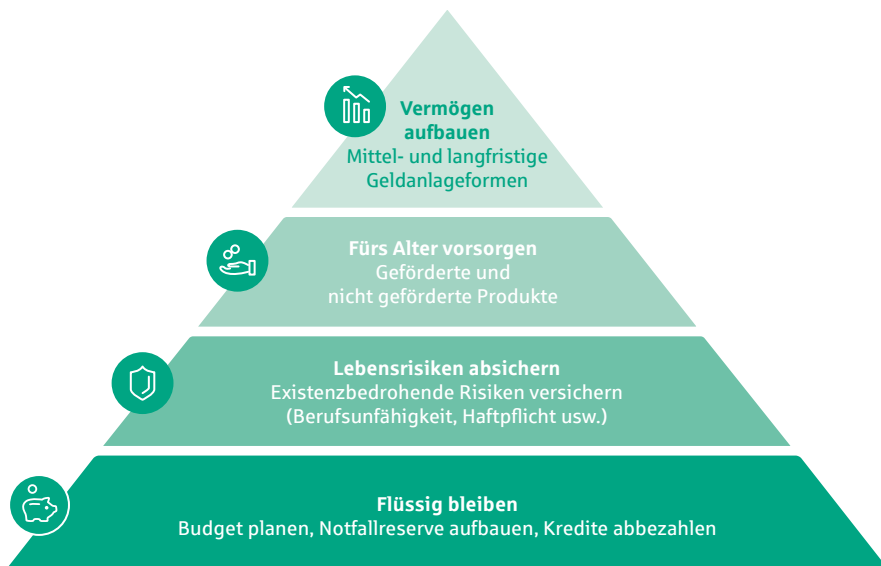 Vermögen
aufbauen
Mittel- und langfristige
Geldanlageformen
Fürs Alter vorsorgen
Geförderte und
nicht geförderte Produkte
Lebensrisiken absichern
Existenzbedrohende Risiken versichern
(Berufsunfähigkeit, Haftpflicht usw.)
Flüssig bleiben
Budget planen, Notfallreserve aufbauen, Kredite abbezahlen